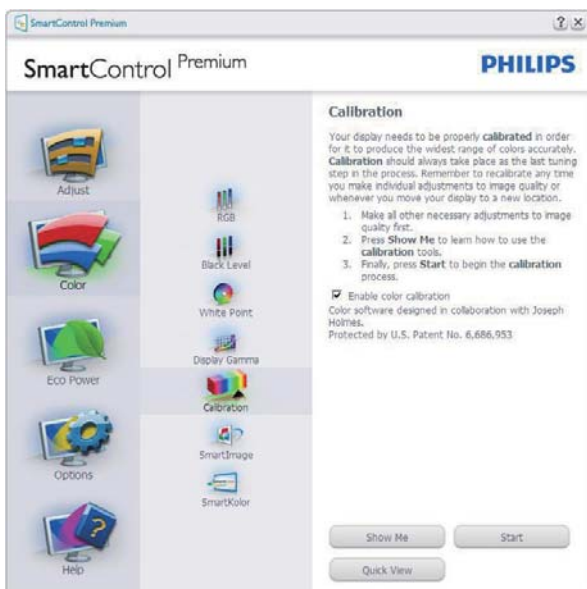 SmartControl Premium
SmartControl Premium
PHILIPS
Adjust
Color
Eco Power
Options
Help
RGB
Black Level
White Point
Display Gamma
Calibration
SmartImage
SmartKolor
Calibration
Your display needs to be properly calibrated in order
for it to produce the widest range of colors accurately.
Calibration should always take place as the last tuning
step in the process. Remember to recalibrate any time
you make individual adjustments to image quality or
whenever you move your display to a new location.
1. Make all other necessary adjustments to image
quality first.
2. Press Show Me to learn how to use the
calibration tools.
3. Finally, press Start to begin the calibration
process.
Enable color calibration
Color software designed in collaboration with Joseph
Holmes.
Protected by U.S. Patent No. 6,686,953
Show Me
Start
Quick View